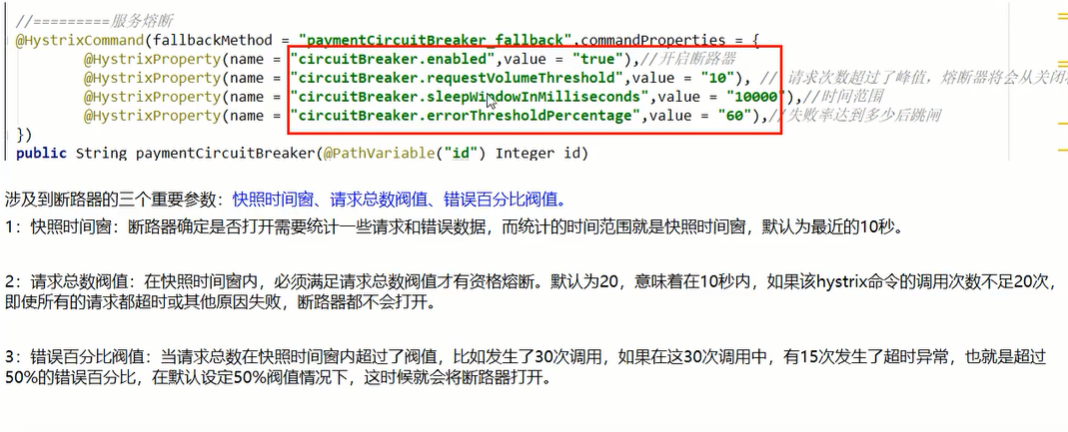 //=========服务熔断
@HystrixCommand(fallbackMethod = "paymentCircuitBreaker_fallback",commandProperties = {
@HystrixProperty(name = "circuitBreaker.enabled",value = "true"),//开启断路器
@HystrixProperty(name = "circuitBreaker.requestVolumeThreshold",value = "10"), // 请求次数超过了峰值，熔断器将会从关闭
@HystrixProperty(name = "circuitBreaker.sleepWindowInMilliseconds",value = "10000"),//时间范围
@HystrixProperty(name = "circuitBreaker.errorThresholdPercentage",value = "60"),//失败率达到多少后跳闸
})
public String paymentCircuitBreaker(@PathVariable("id") Integer id)
涉及到断路器的三个重要参数：快照时间窗、请求总数阀值、错误百分比阀值。
1：快照时间窗：断路器确定是否打开需要统计一些请求和错误数据，而统计的时间范围就是快照时间窗，默认为最近的10秒。
2：请求总数阀值：在快照时间窗内，必须满足请求总数阀值才有资格熔断。默认为20，意味着在10秒内，如果该hystrix命令的调用次数不足20次，
即使所有的请求都超时或其他原因失败，断路器都不会打开。
3：错误百分比阀值：当请求总数在快照时间窗内超过了阀值，比如发生了30次调用，如果在这30次调用中，有15次发生了超时异常，也就是超过
50%的错误百分比，在默认设定50%阀值情况下，这时候就会将断路器打开。